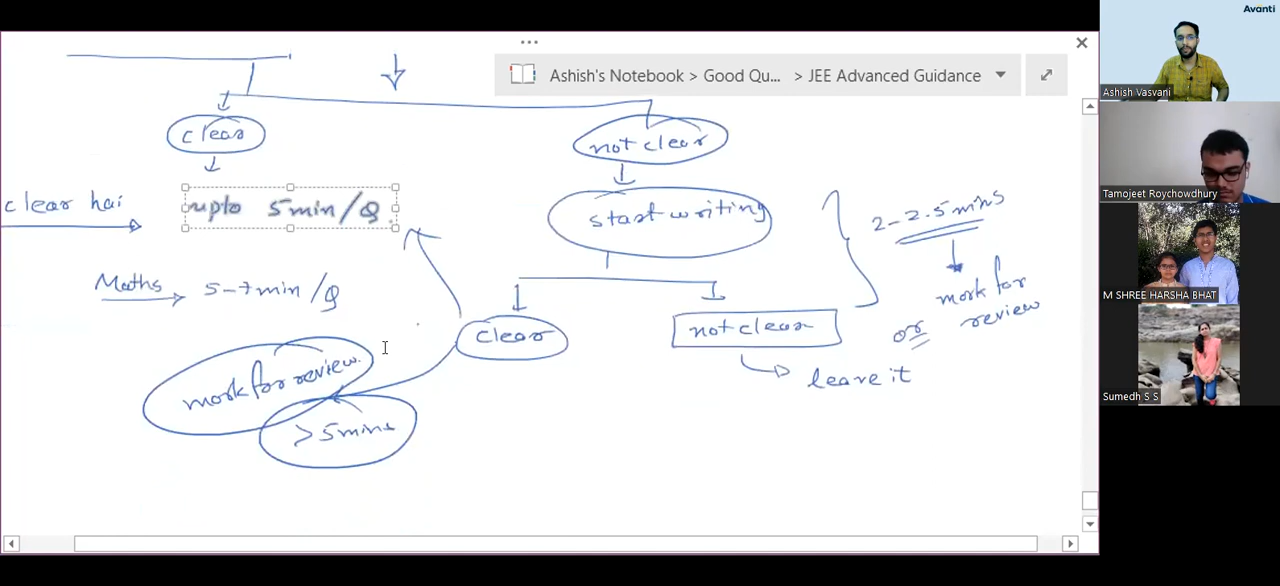 Avanti
Ashish's Notebook > Good Qu... > JEE Advanced Guidance
Ashish Vasvani
clear
not clear
clear hai
upto 5min/Q.
start writing
2-2.5 mins
mark for
review
or
Maths 5-7min/Q
clear
not clear
leave it
mark for review.
>5mins
Tamojeet Roychowdhury
M SHREE HARSHA BHAT
Sumedh S S